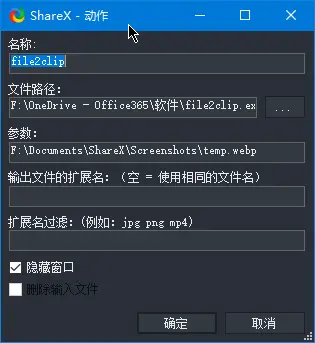 ShareX - 动作
名称:
file2clip
文件路径:
F:\OneDrive - Office365\软件\file2clip.ex
...
参数:
F:\Documents\ShareX\Screenshots\temp.webp
输出文件的扩展名: (空 = 使用相同的文件名)
扩展名过滤: (例如: jpg png mp4)
隐藏窗口
删除输入文件
确定
取消